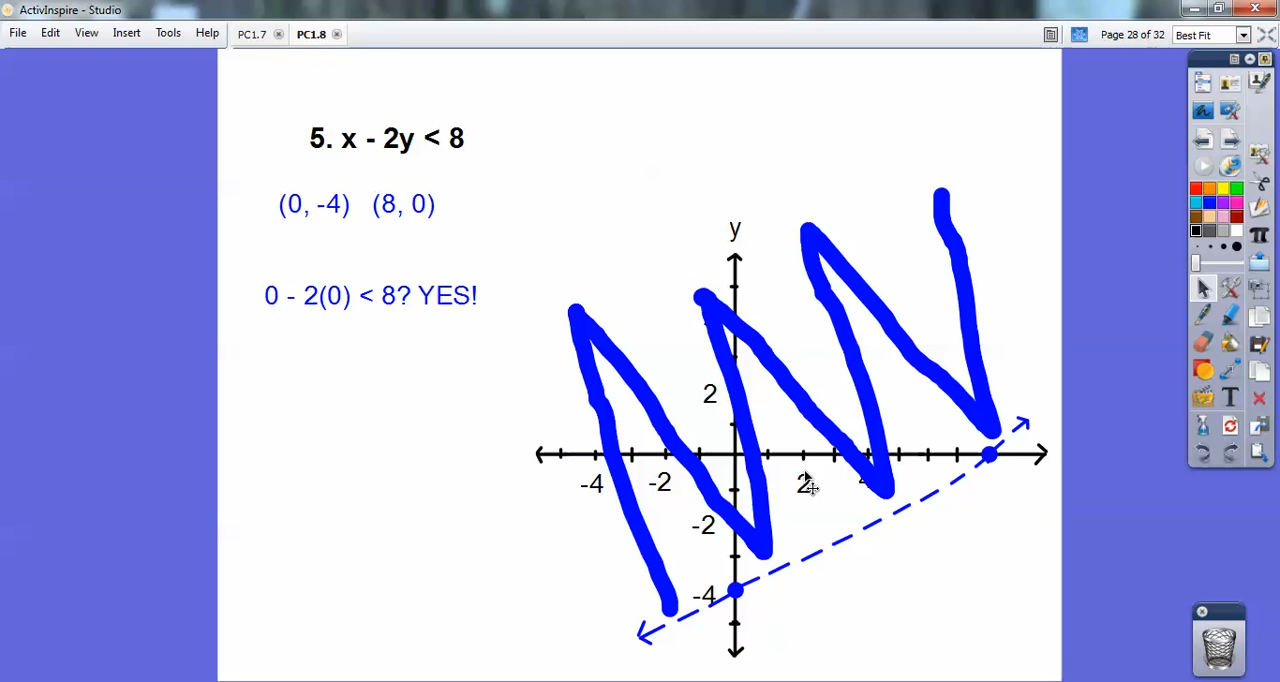 ActivInspire - Studio
File Edit View Insert Tools Help PC1.7 PC1.8 Page 28 of 32 Best Fit
5. x - 2y < 8
(0, -4) (8, 0)
0 - 2(0) < 8? YES!
y
2
-4 -2 2
-2
-4